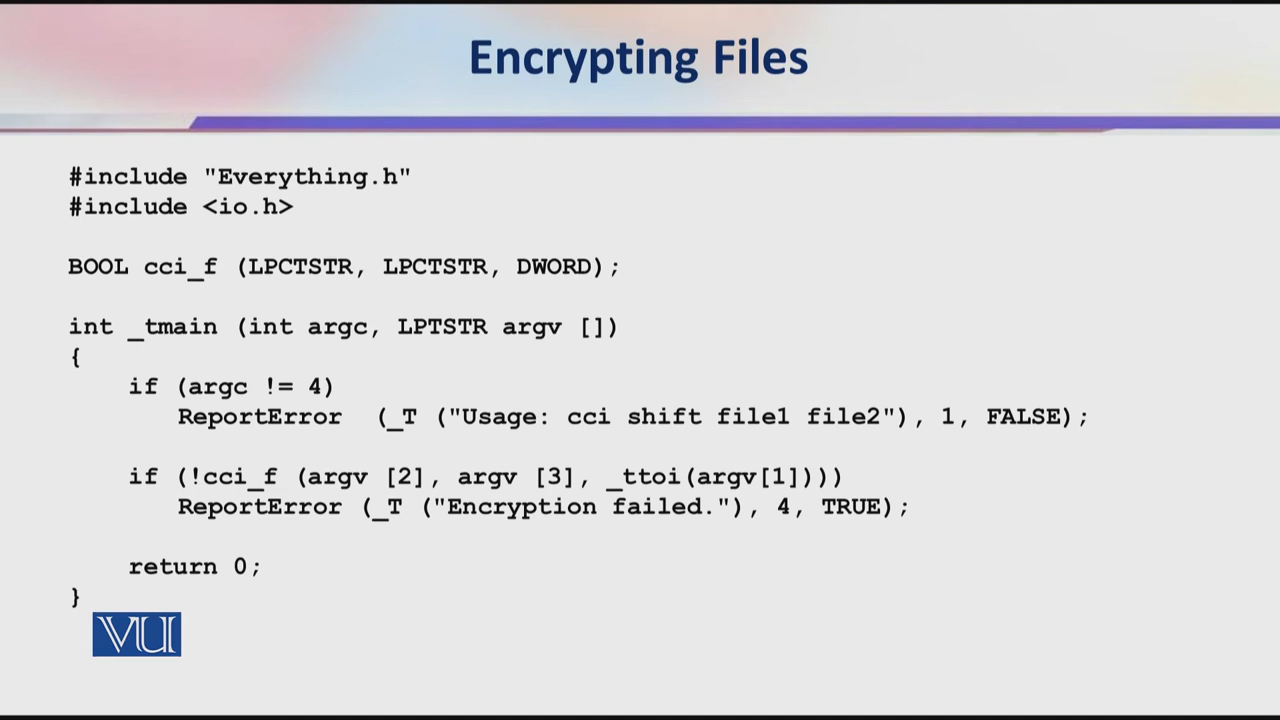 Encrypting Files
#include "Everything.h"
#include <io.h>
BOOL cci_f (LPCTSTR, LPCTSTR, DWORD);
int _tmain (int argc, LPTSTR argv [])
{
if (argc != 4)
ReportError (_T ("Usage: cci shift file1 file2"), 1, FALSE);
if (!cci_f (argv [2], argv [3], _ttoi(argv[1])))
ReportError (_T ("Encryption failed."), 4, TRUE);
return 0;
}
VU